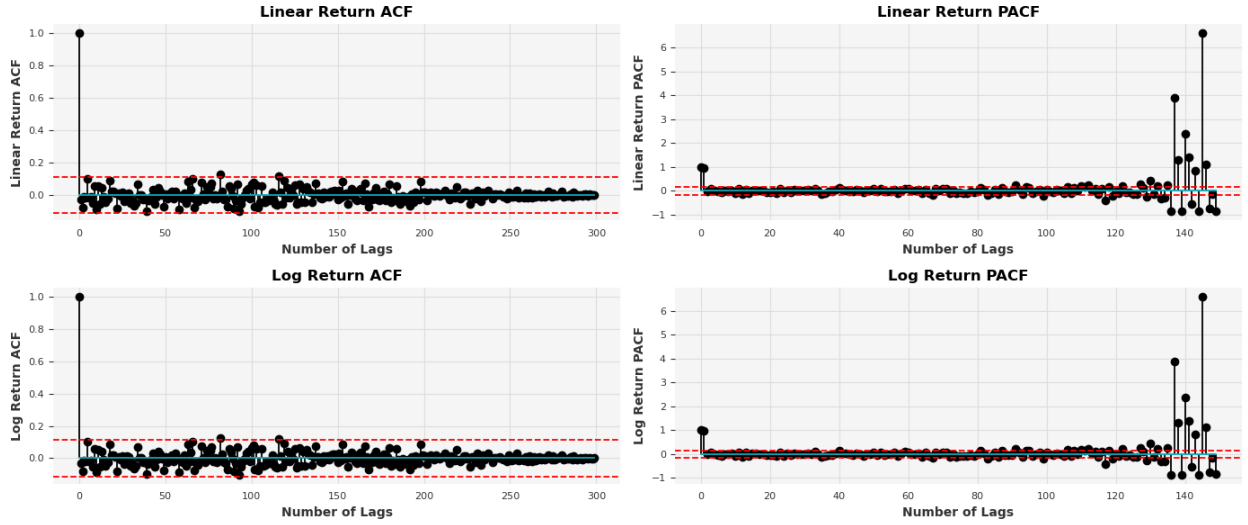 Linear Return ACF
Linear Return ACF
1.0
0.8
0.6
0.4
0.2
0.0
0 50 100 150 200 250 300
Number of Lags
Linear Return PACF
Linear Return PACF
6
5
4
3
2
1
0
−1
0 20 40 60 80 100 120 140
Number of Lags
Log Return ACF
Log Return ACF
1.0
0.8
0.6
0.4
0.2
0.0
0 50 100 150 200 250 300
Number of Lags
Log Return PACF
Log Return PACF
6
5
4
3
2
1
0
−1
0 20 40 60 80 100 120 140
Number of Lags